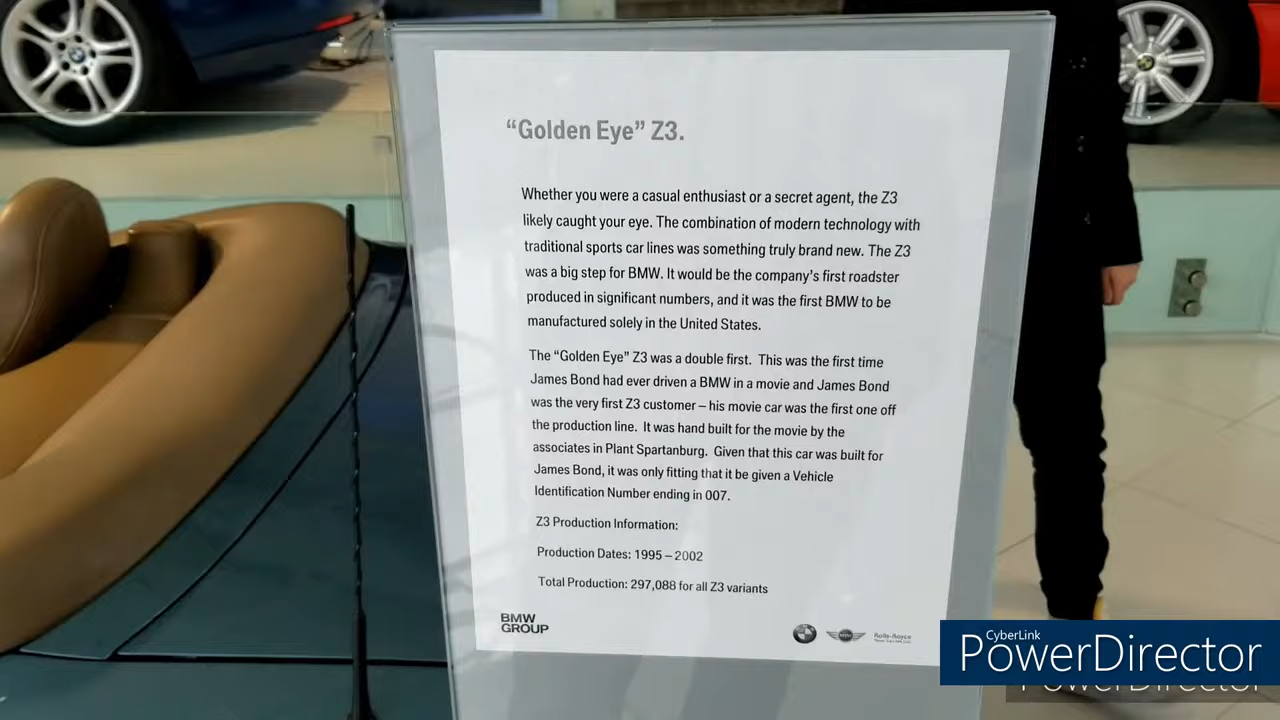 “Golden Eye” Z3.
Whether you were a casual enthusiast or a secret agent, the Z3
likely caught your eye. The combination of modern technology with
traditional sports car lines was something truly brand new. The Z3
was a big step for BMW. It would be the company’s first roadster
produced in significant numbers, and it was the first BMW to be
manufactured solely in the United States.
The “Golden Eye” Z3 was a double first. This was the first time
James Bond had ever driven a BMW in a movie and James Bond
was the very first Z3 customer – his movie car was the first one off
the production line. It was hand built for the movie by the
associates in Plant Spartanburg. Given that this car was built for
James Bond, it was only fitting that it be given a Vehicle
Identification Number ending in 007.
Z3 Production Information:
Production Dates: 1995 – 2002
Total Production: 297,088 for all Z3 variants
BMW
GROUP
Rolls-Royce
CyberLink
PowerDirector
PowerDirector